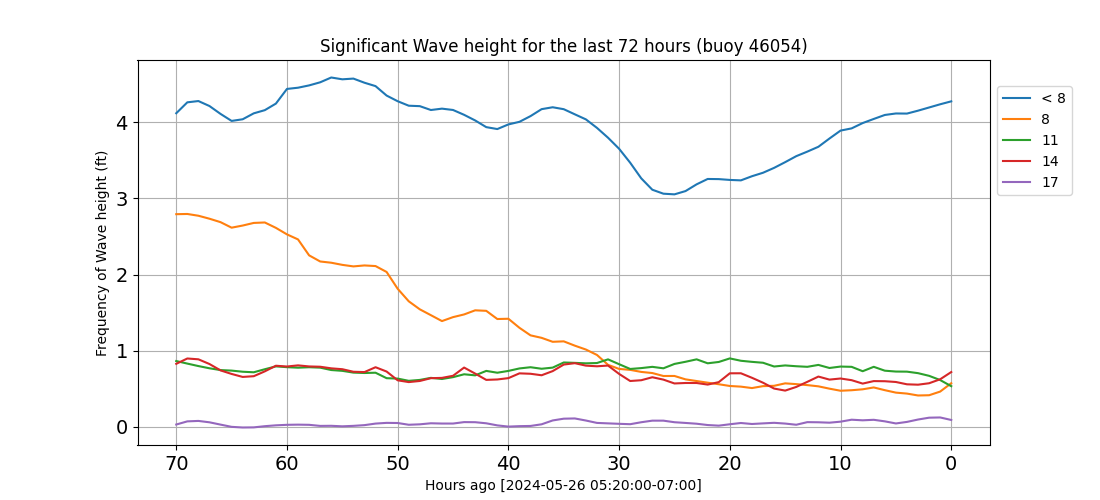 Significant Wave height for the last 72 hours (buoy 46054)
Frequency of Wave height (ft)
4
3
2
1
0
70 60 50 40 30 20 10 0
Hours ago [2024-05-26 05:20:00-07:00]
< 8
8
11
14
17